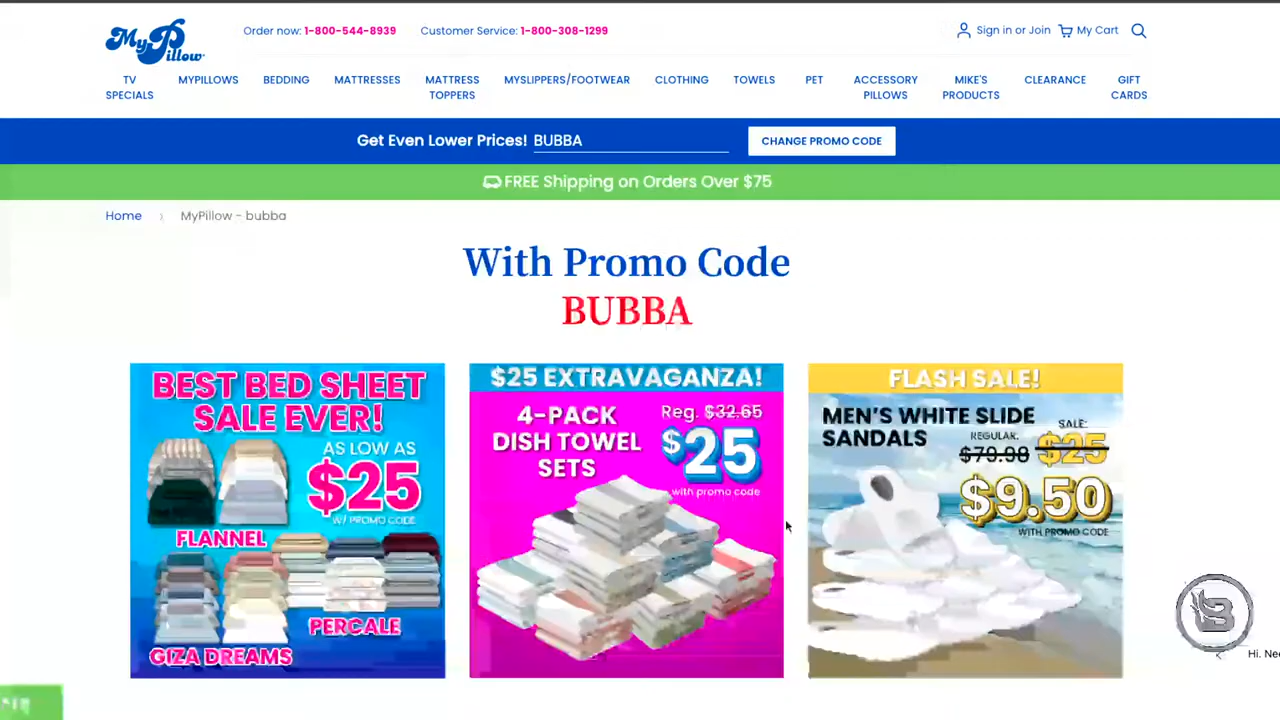 MyPillow
Order now: 1-800-544-8939
Customer Service: 1-800-308-1299
Sign in or Join
My Cart
TV SPECIALS
MYPILLOWS
BEDDING
MATTRESSES
MATTRESS TOPPERS
MYSLIPPERS/FOOTWEAR
CLOTHING
TOWELS
PET
ACCESSORY PILLOWS
MIKE'S PRODUCTS
CLEARANCE
GIFT CARDS
Get Even Lower Prices! BUBBA
CHANGE PROMO CODE
FREE Shipping on Orders Over $75
Home > MyPillow - bubba
With Promo Code
BUBBA
BEST BED SHEET
SALE EVER!
AS LOW AS
$25
W/ PROMO CODE
FLANNEL
PERCALE
GIZA DREAMS
$25 EXTRAVAGANZA!
4-PACK
DISH TOWEL
SETS
Reg. $32.65
$25
with promo code
FLASH SALE!
MEN'S WHITE SLIDE
SANDALS
REGULAR:
$79.98
SALE:
$25
$9.50
WITH PROMO CODE
B
Hi.